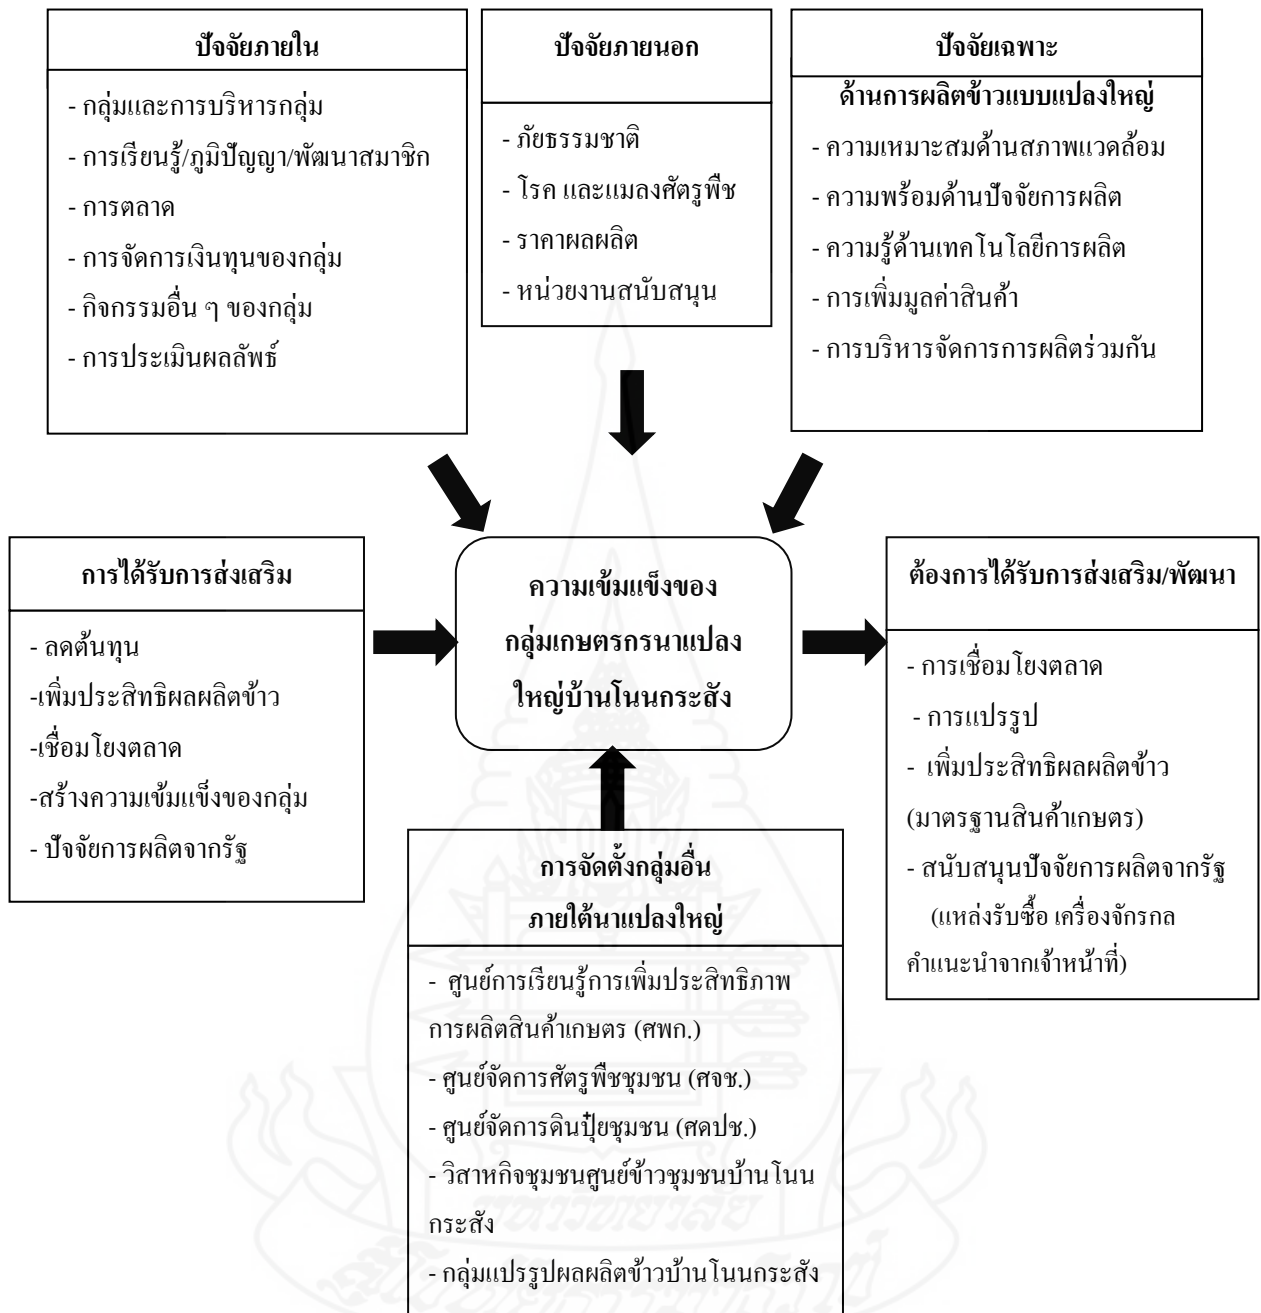 ปัจจัยภายใน
- กลุ่มและการบริหารกลุ่ม
- การเรียนรู้/ภูมิปัญญา/พัฒนาสมาชิก
- การตลาด
- การจัดการเงินทุนของกลุ่ม
- กิจกรรมอื่น ๆ ของกลุ่ม
- การประเมินผลลัพธ์
ปัจจัยภายนอก
- ภัยธรรมชาติ
- โรค และแมลงศัตรูพืช
- ราคาผลผลิต
- หน่วยงานสนับสนุน
ปัจจัยเฉพาะ
ด้านการผลิตข้าวแบบแปลงใหญ่
- ความเหมาะสมด้านสภาพแวดล้อม
- ความพร้อมด้านปัจจัยการผลิต
- ความรู้ด้านเทคโนโลยีการผลิต
- การเพิ่มมูลค่าสินค้า
- การบริหารจัดการการผลิตร่วมกัน
การได้รับการส่งเสริม
- ลดต้นทุน
-เพิ่มประสิทธิผลผลิตข้าว
-เชื่อมโยงตลาด
-สร้างความเข้มแข็งของกลุ่ม
- ปัจจัยการผลิตจากรัฐ
ความเข้มแข็งของ
กลุ่มเกษตรกรนาแปลง
ใหญ่บ้านโนนกระสัง
ต้องการได้รับการส่งเสริม/พัฒนา
- การเชื่อมโยงตลาด
- การแปรรูป
- เพิ่มประสิทธิผลผลิตข้าว
(มาตรฐานสินค้าเกษตร)
- สนับสนุนปัจจัยการผลิตจากรัฐ
(แหล่งรับซื้อ เครื่องจักรกล
คำแนะนำจากเจ้าหน้าที่)
การจัดตั้งกลุ่มอื่น
ภายใต้นาแปลงใหญ่
- ศูนย์การเรียนรู้การเพิ่มประสิทธิภาพ
การผลิตสินค้าเกษตร (ศพก.)
- ศูนย์จัดการศัตรูพืชชุมชน (ศจช.)
- ศูนย์จัดการดินปุ๋ยชุมชน (ศดปช.)
- วิสาหกิจชุมชนศูนย์ข้าวชุมชนบ้านโนน
กระสัง
- กลุ่มแปรรูปผลผลิตข้าวบ้านโนนกระสัง